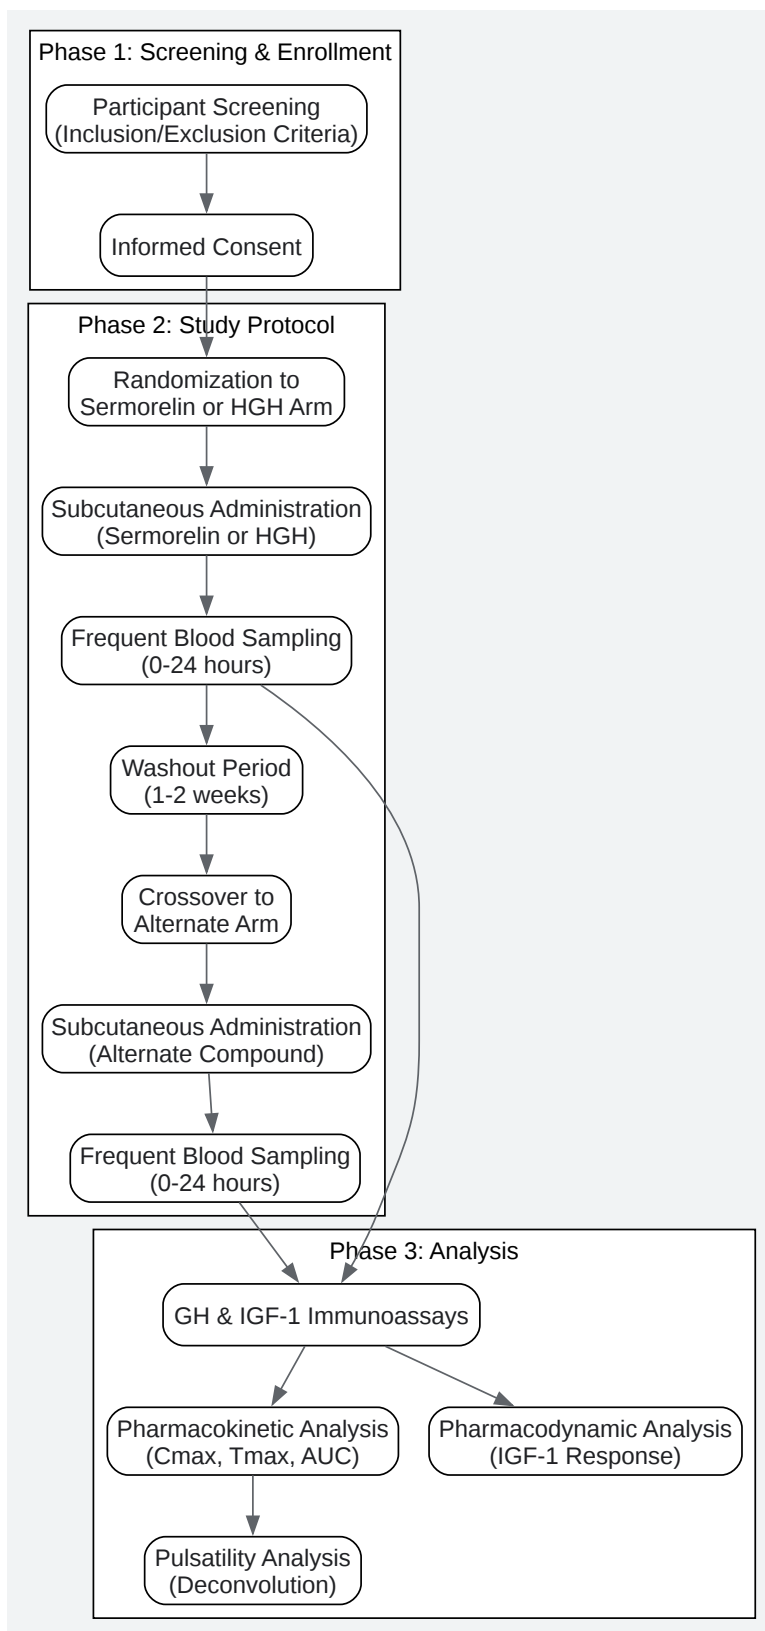 Phase 1: Screening & Enrollment
Participant Screening
(Inclusion/Exclusion Criteria)
Informed Consent
Phase 2: Study Protocol
Randomization to
Sermorelin or HGH Arm
Subcutaneous Administration
(Sermorelin or HGH)
Frequent Blood Sampling
(0-24 hours)
Washout Period
(1-2 weeks)
Crossover to
Alternate Arm
Subcutaneous Administration
(Alternate Compound)
Frequent Blood Sampling
(0-24 hours)
Phase 3: Analysis
GH & IGF-1 Immunoassays
Pharmacokinetic Analysis
(Cmax, Tmax, AUC)
Pharmacodynamic Analysis
(IGF-1 Response)
Pulsatility Analysis
(Deconvolution)